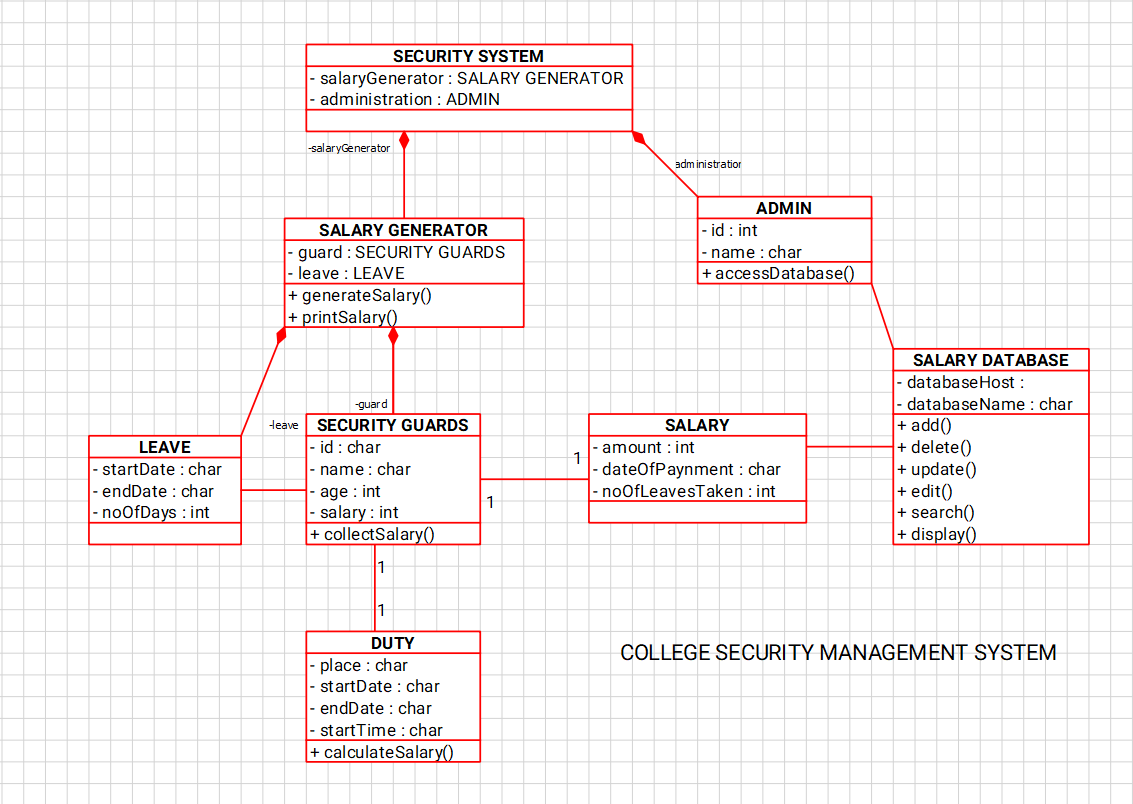 SECURITY SYSTEM
- salaryGenerator : SALARY GENERATOR
- administration : ADMIN
-salaryGenerator
administration
ADMIN
- id : int
- name : char
+ accessDatabase()
SALARY GENERATOR
- guard : SECURITY GUARDS
- leave : LEAVE
+ generateSalary()
+ printSalary()
-guard
-leave
LEAVE
- startDate : char
- endDate : char
- noOfDays : int
SECURITY GUARDS
- id : char
- name : char
- age : int
- salary : int
+ collectSalary()
1
1
SALARY
- amount : int
- dateOfPaynment : char
- noOfLeavesTaken : int
SALARY DATABASE
- databaseHost :
- databaseName : char
+ add()
+ delete()
+ update()
+ edit()
+ search()
+ display()
1
1
DUTY
- place : char
- startDate : char
- endDate : char
- startTime : char
+ calculateSalary()
COLLEGE SECURITY MANAGEMENT SYSTEM